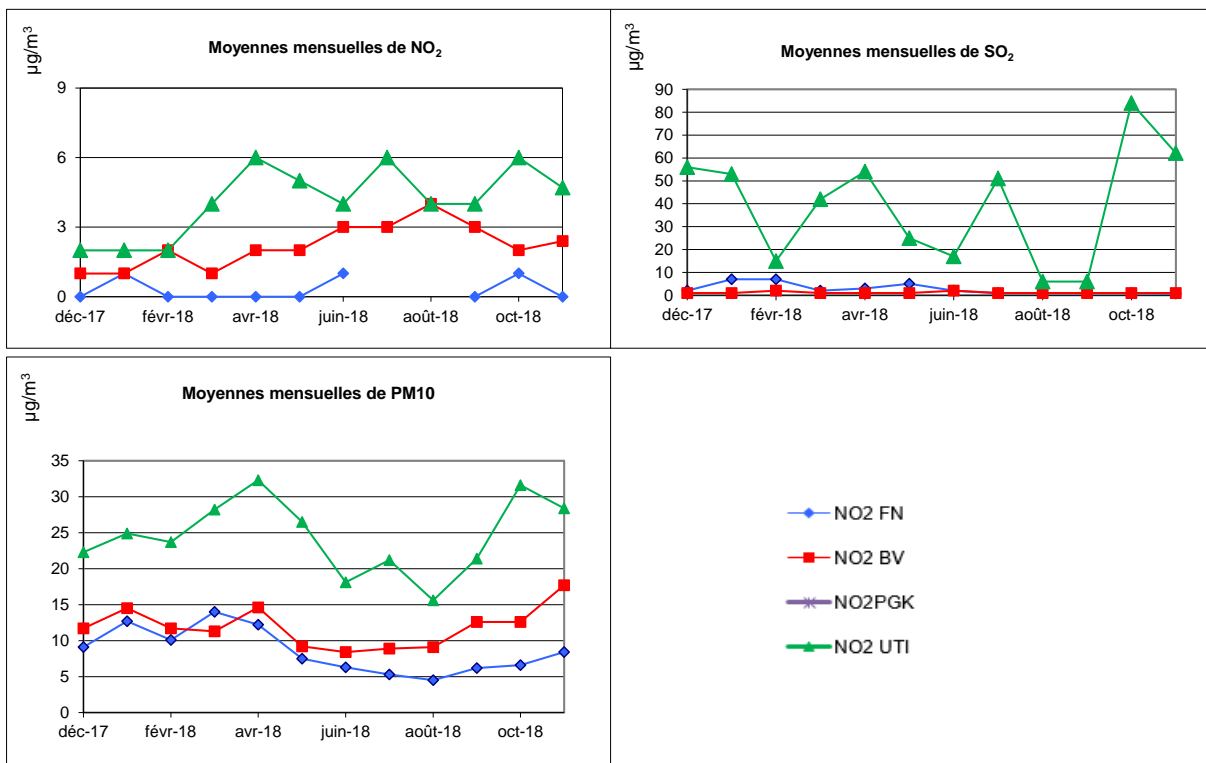 Moyennes mensuelles de NO₂
µg/m³
9
6
3
0
déc-17 févr-18 avr-18 juin-18 août-18 oct-18
Moyennes mensuelles de SO₂
µg/m³
90
80
70
60
50
40
30
20
10
0
déc-17 févr-18 avr-18 juin-18 août-18 oct-18
Moyennes mensuelles de PM10
µg/m³
35
30
25
20
15
10
5
0
déc-17 févr-18 avr-18 juin-18 août-18 oct-18
NO2 FN
NO2 BV
NO2PGK
NO2 UTI